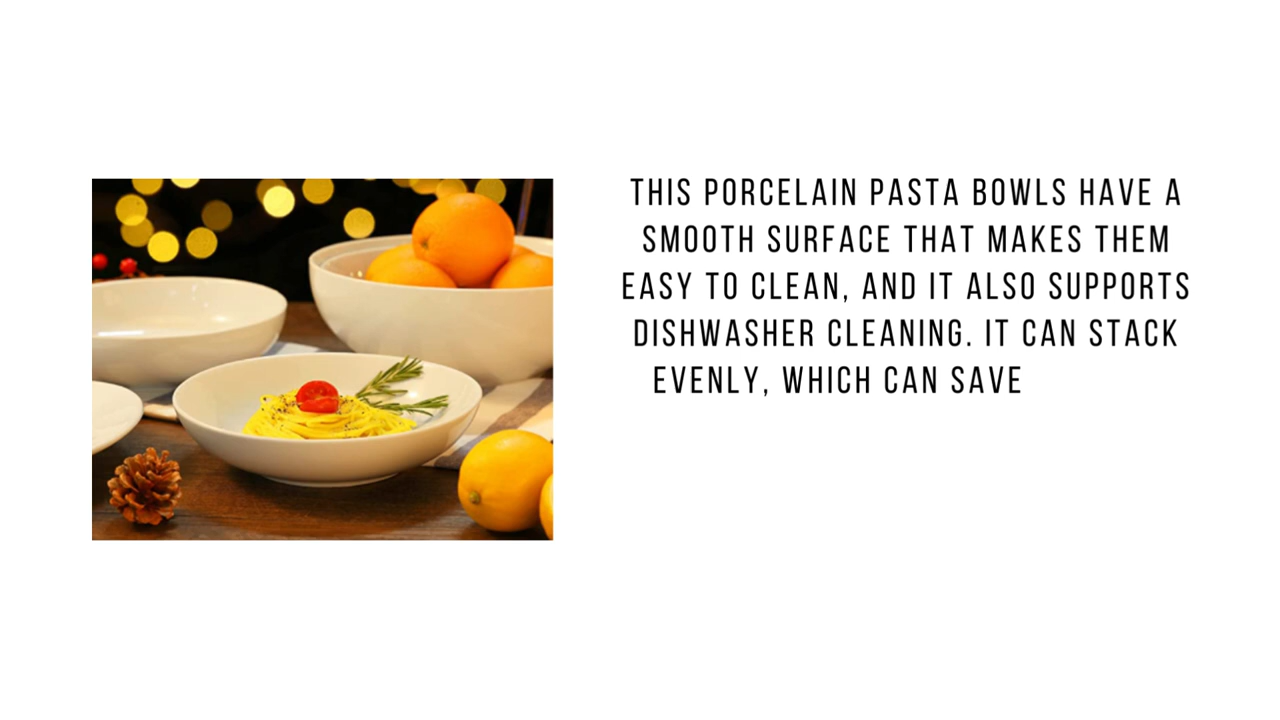 THIS PORCELAIN PASTA BOWLS HAVE A
SMOOTH SURFACE THAT MAKES THEM
EASY TO CLEAN, AND IT ALSO SUPPORTS
DISHWASHER CLEANING. IT CAN STACK
EVENLY, WHICH CAN SAVE